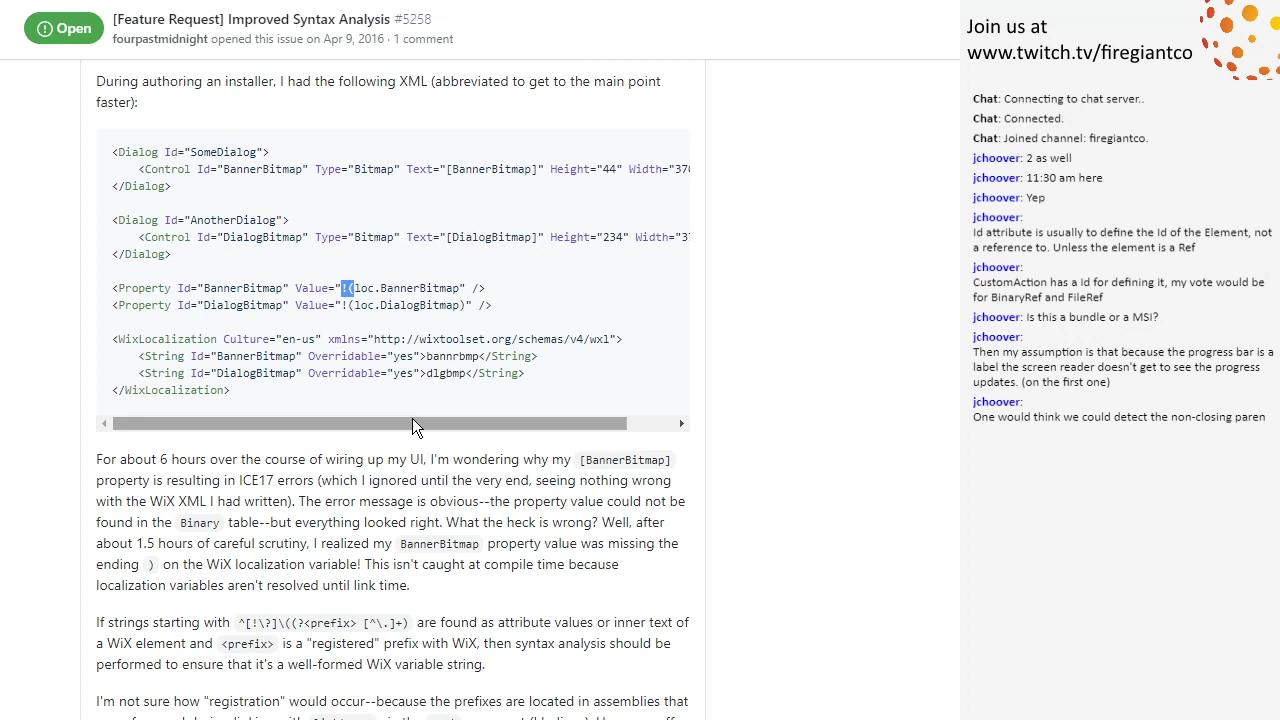 Open
[Feature Request] Improved Syntax Analysis #5258
fourpastmidnight opened this issue on Apr 9, 2016 · 1 comment
During authoring an installer, I had the following XML (abbreviated to get to the main point
faster):
<Dialog Id="SomeDialog">
<Control Id="BannerBitmap" Type="Bitmap" Text="[BannerBitmap]" Height="44" Width="370
</Dialog>
<Dialog Id="AnotherDialog">
<Control Id="DialogBitmap" Type="Bitmap" Text="[DialogBitmap]" Height="234" Width="37
</Dialog>
<Property Id="BannerBitmap" Value="!(loc.BannerBitmap" />
<Property Id="DialogBitmap" Value="!(loc.DialogBitmap)" />
<WixLocalization Culture="en-us" xmlns="http://wixtoolset.org/schemas/v4/wxl">
<String Id="BannerBitmap" Overridable="yes">bannrbmp</String>
<String Id="DialogBitmap" Overridable="yes">dlgbmp</String>
</WixLocalization>
For about 6 hours over the course of wiring up my UI, I'm wondering why my [BannerBitmap]
property is resulting in ICE17 errors (which I ignored until the very end, seeing nothing wrong
with the WiX XML I had written). The error message is obvious--the property value could not be
found in the Binary table--but everything looked right. What the heck is wrong? Well, after
about 1.5 hours of careful scrutiny, I realized my BannerBitmap property value was missing the
ending ) on the WiX localization variable! This isn't caught at compile time because
localization variables aren't resolved until link time.
If strings starting with ^[!\?]\((?<prefix> [^\.]+) are found as attribute values or inner text of
a WiX element and <prefix> is a "registered" prefix with WiX, then syntax analysis should be
performed to ensure that it's a well-formed WiX variable string.
I'm not sure how "registration" would occur--because the prefixes are located in assemblies that
Join us at
www.twitch.tv/firegiantco
Chat: Connecting to chat server..
Chat: Connected.
Chat: Joined channel: firegiantco.
jchoover: 2 as well
jchoover: 11:30 am here
jchoover: Yep
jchoover:
Id attribute is usually to define the Id of the Element, not
a reference to. Unless the element is a Ref
jchoover:
CustomAction has a Id for defining it, my vote would be
for BinaryRef and FileRef
jchoover: Is this a bundle or a MSI?
jchoover:
Then my assumption is that because the progress bar is a
label the screen reader doesn't get to see the progress
updates. (on the first one)
jchoover:
One would think we could detect the non-closing paren